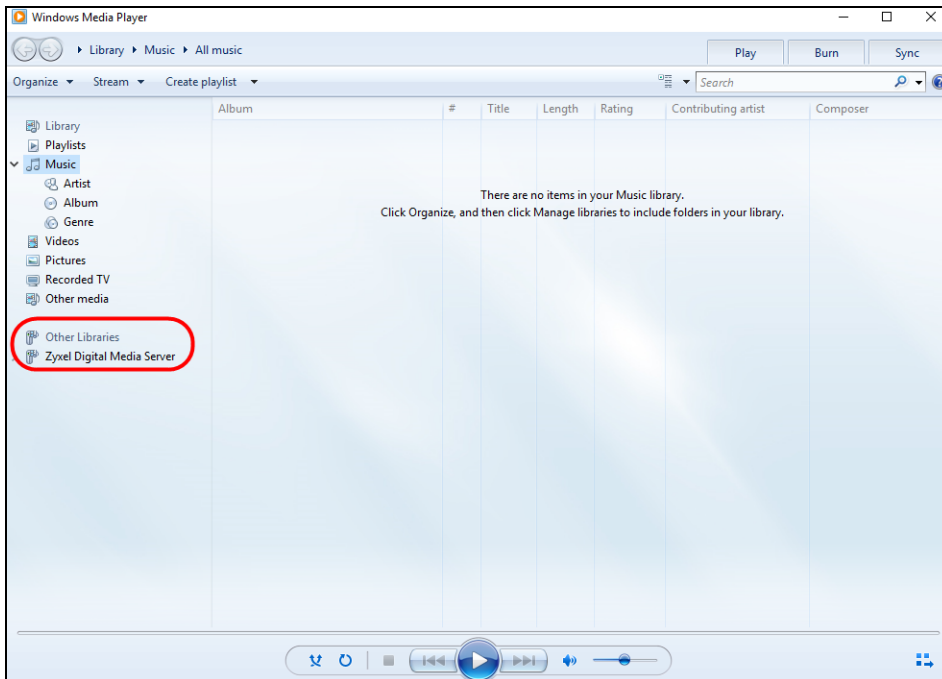 Windows Media Player
Library Music All music
Play Burn Sync
Organize Stream Create playlist Search
Album # Title Length Rating Contributing artist Composer
Library
Playlists
Music
Artist
Album
Genre
Videos
Pictures
Recorded TV
Other media
Other Libraries
Zyxel Digital Media Server
There are no items in your Music library.
Click Organize, and then click Manage libraries to include folders in your library.